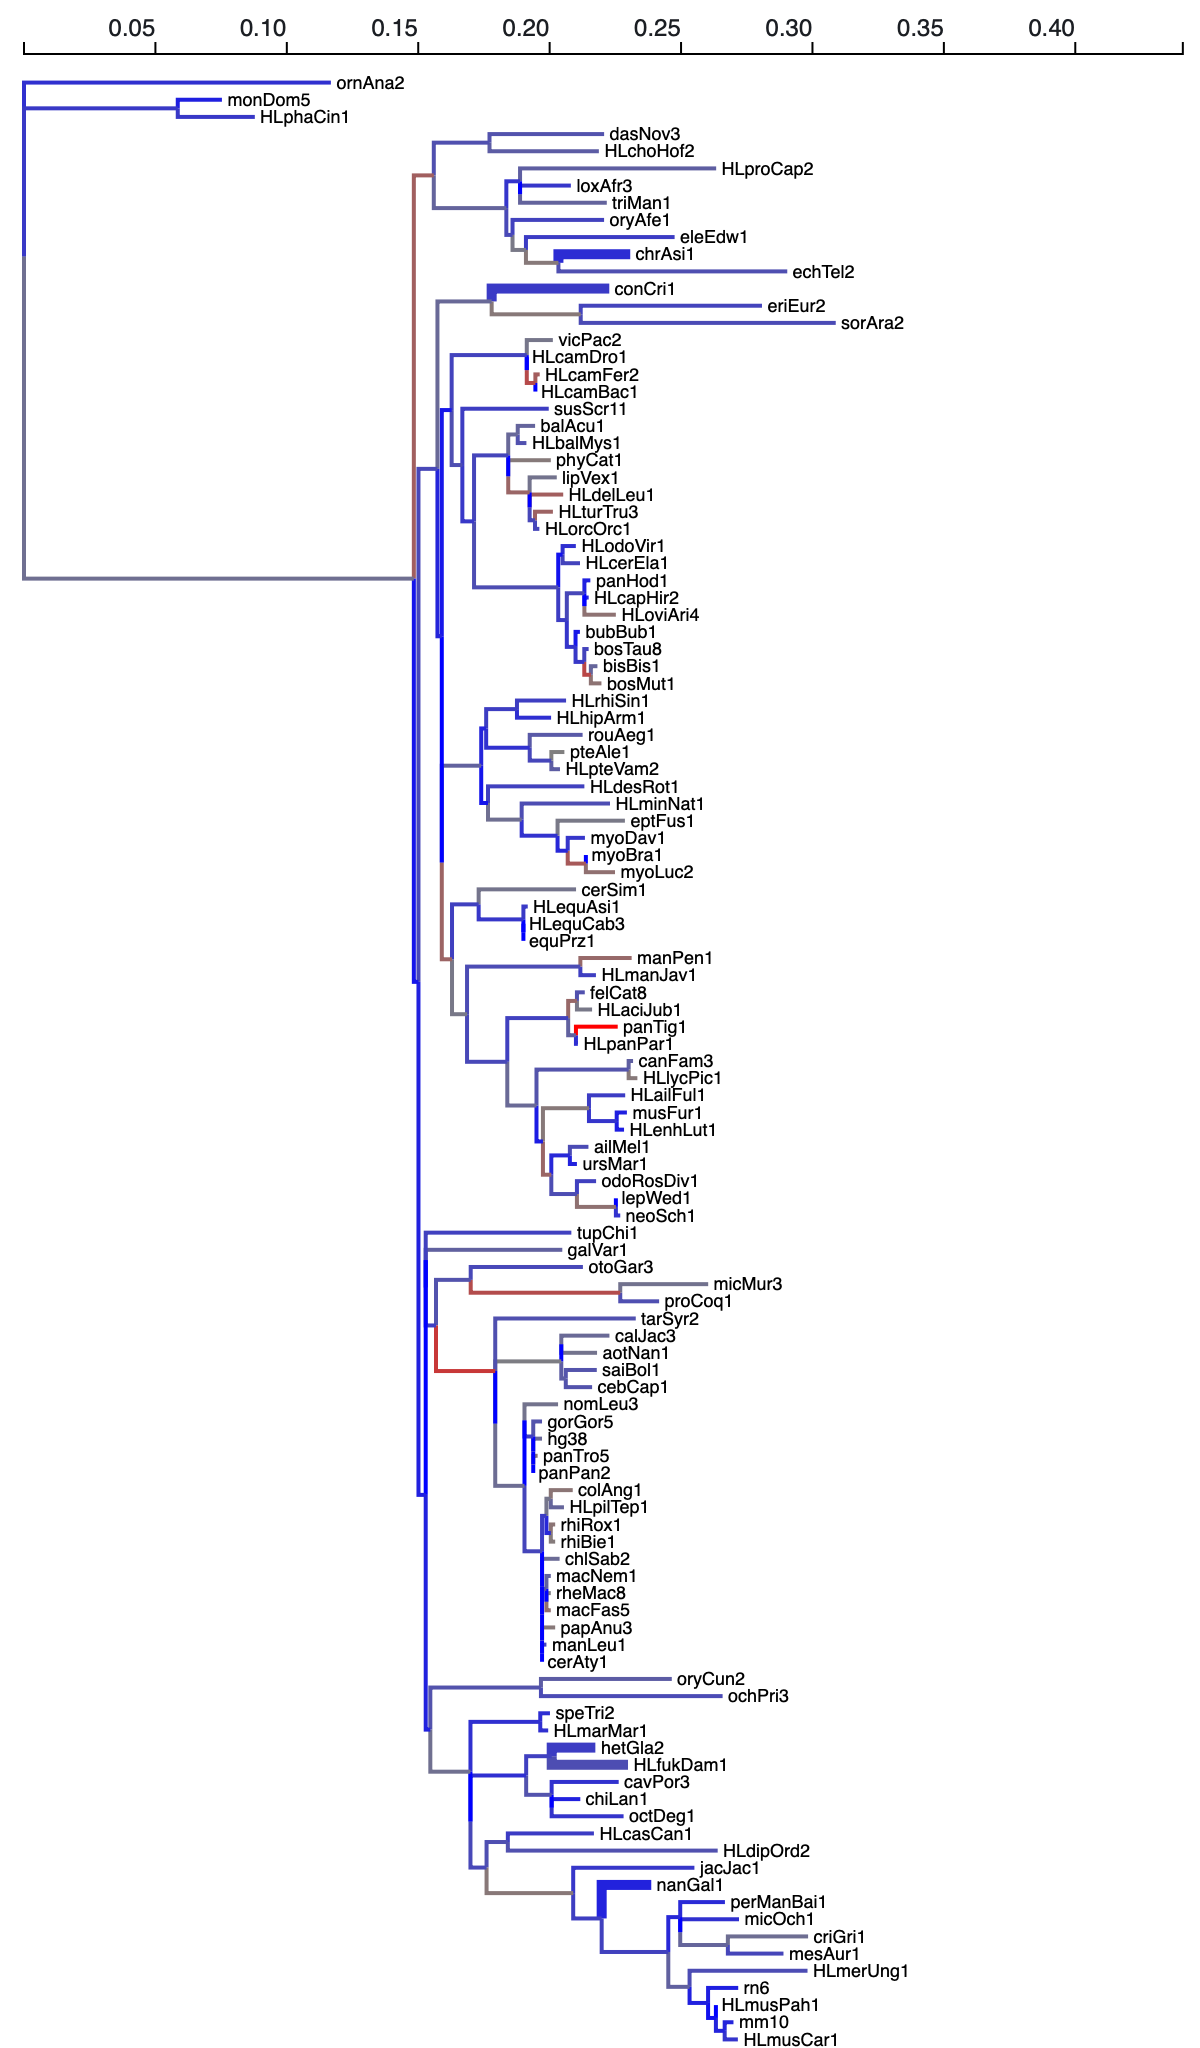 0.05 0.10 0.15 0.20 0.25 0.30 0.35 0.40
ornAna2
monDom5
HLphaCin1
dasNov3
HLchoHof2
HLproCap2
loxAfr3
triMan1
oryAfe1
eleEdw1
chrAsi1
echTel2
conCri1
eriEur2
sorAra2
vicPac2
HLcamDro1
HLcamFer2
HLcamBac1
susScr11
balAcu1
HLbalMys1
phyCat1
lipVex1
HLdelLeu1
HLturTru3
HLorcOrc1
HLodoVir1
HLcerEla1
panHod1
HLcapHir2
HLoviAri4
bubBub1
bosTau8
bisBis1
bosMut1
HLrhiSin1
HLhipArm1
rouAeg1
pteAle1
HLpteVam2
HLdesRot1
HLminNat1
eptFus1
myoDav1
myoBra1
myoLuc2
cerSim1
HLequAsi1
HLequCab3
equPrz1
manPen1
HLmanJav1
felCat8
HLaciJub1
panTig1
HLpanPar1
canFam3
HLlycPic1
HLailFul1
musFur1
HLenhLut1
ailMel1
ursMar1
odoRosDiv1
lepWed1
neoSch1
tupChi1
galVar1
otoGar3
micMur3
proCoq1
tarSyr2
calJac3
aotNan1
saiBol1
cebCap1
nomLeu3
gorGor5
hg38
panTro5
panPan2
colAng1
HLpilTep1
rhiRox1
rhiBie1
chlSab2
macNem1
rheMac8
macFas5
papAnu3
manLeu1
cerAty1
oryCun2
ochPri3
speTri2
HLmarMar1
hetGla2
HLfukDam1
cavPor3
chiLan1
octDeg1
HLcasCan1
HLdipOrd2
jacJac1
nanGal1
perManBai1
micOch1
criGri1
mesAur1
HLmerUng1
rn6
HLmusPah1
mm10
HLmusCar1